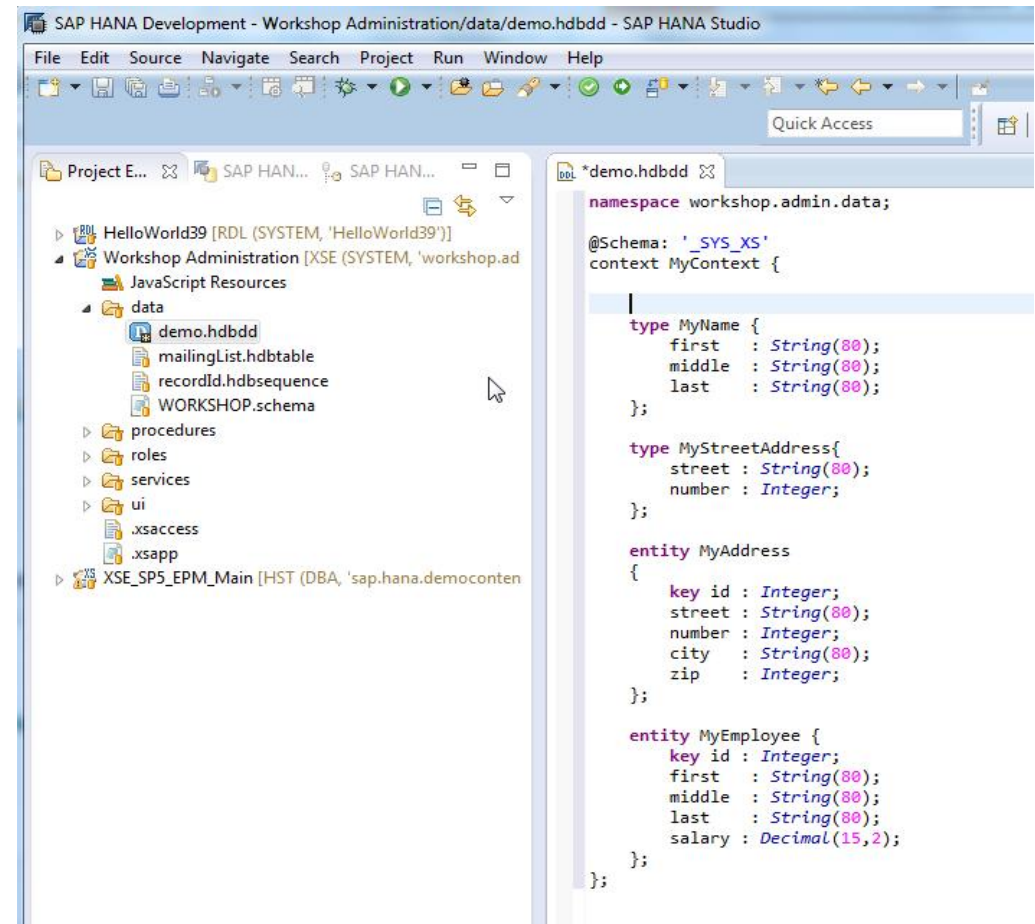 SAP HANA Development - Workshop Administration/data/demo.hdbdd - SAP HANA Studio
File Edit Source Navigate Search Project Run Window Help
Quick Access
Project E... SAP HAN... SAP HAN...
HelloWorld39 [RDL (SYSTEM, 'HelloWorld39')]
Workshop Administration [XSE (SYSTEM, 'workshop.ad
JavaScript Resources
data
demo.hdbdd
mailingList.hdbtable
recordId.hdbsequence
WORKSHOP.schema
procedures
roles
services
ui
.xsaccess
.xsapp
XSE_SP5_EPM_Main [HST (DBA, 'sap.hana.democonten
DDL *demo.hdbdd
namespace workshop.admin.data;
@Schema: '_SYS_XS'
context MyContext {
type MyName {
first : String(80);
middle : String(80);
last : String(80);
};
type MyStreetAddress{
street : String(80);
number : Integer;
};
entity MyAddress
{
key id : Integer;
street : String(80);
number : Integer;
city : String(80);
zip : Integer;
};
entity MyEmployee {
key id : Integer;
first : String(80);
middle : String(80);
last : String(80);
salary : Decimal(15,2);
};
};